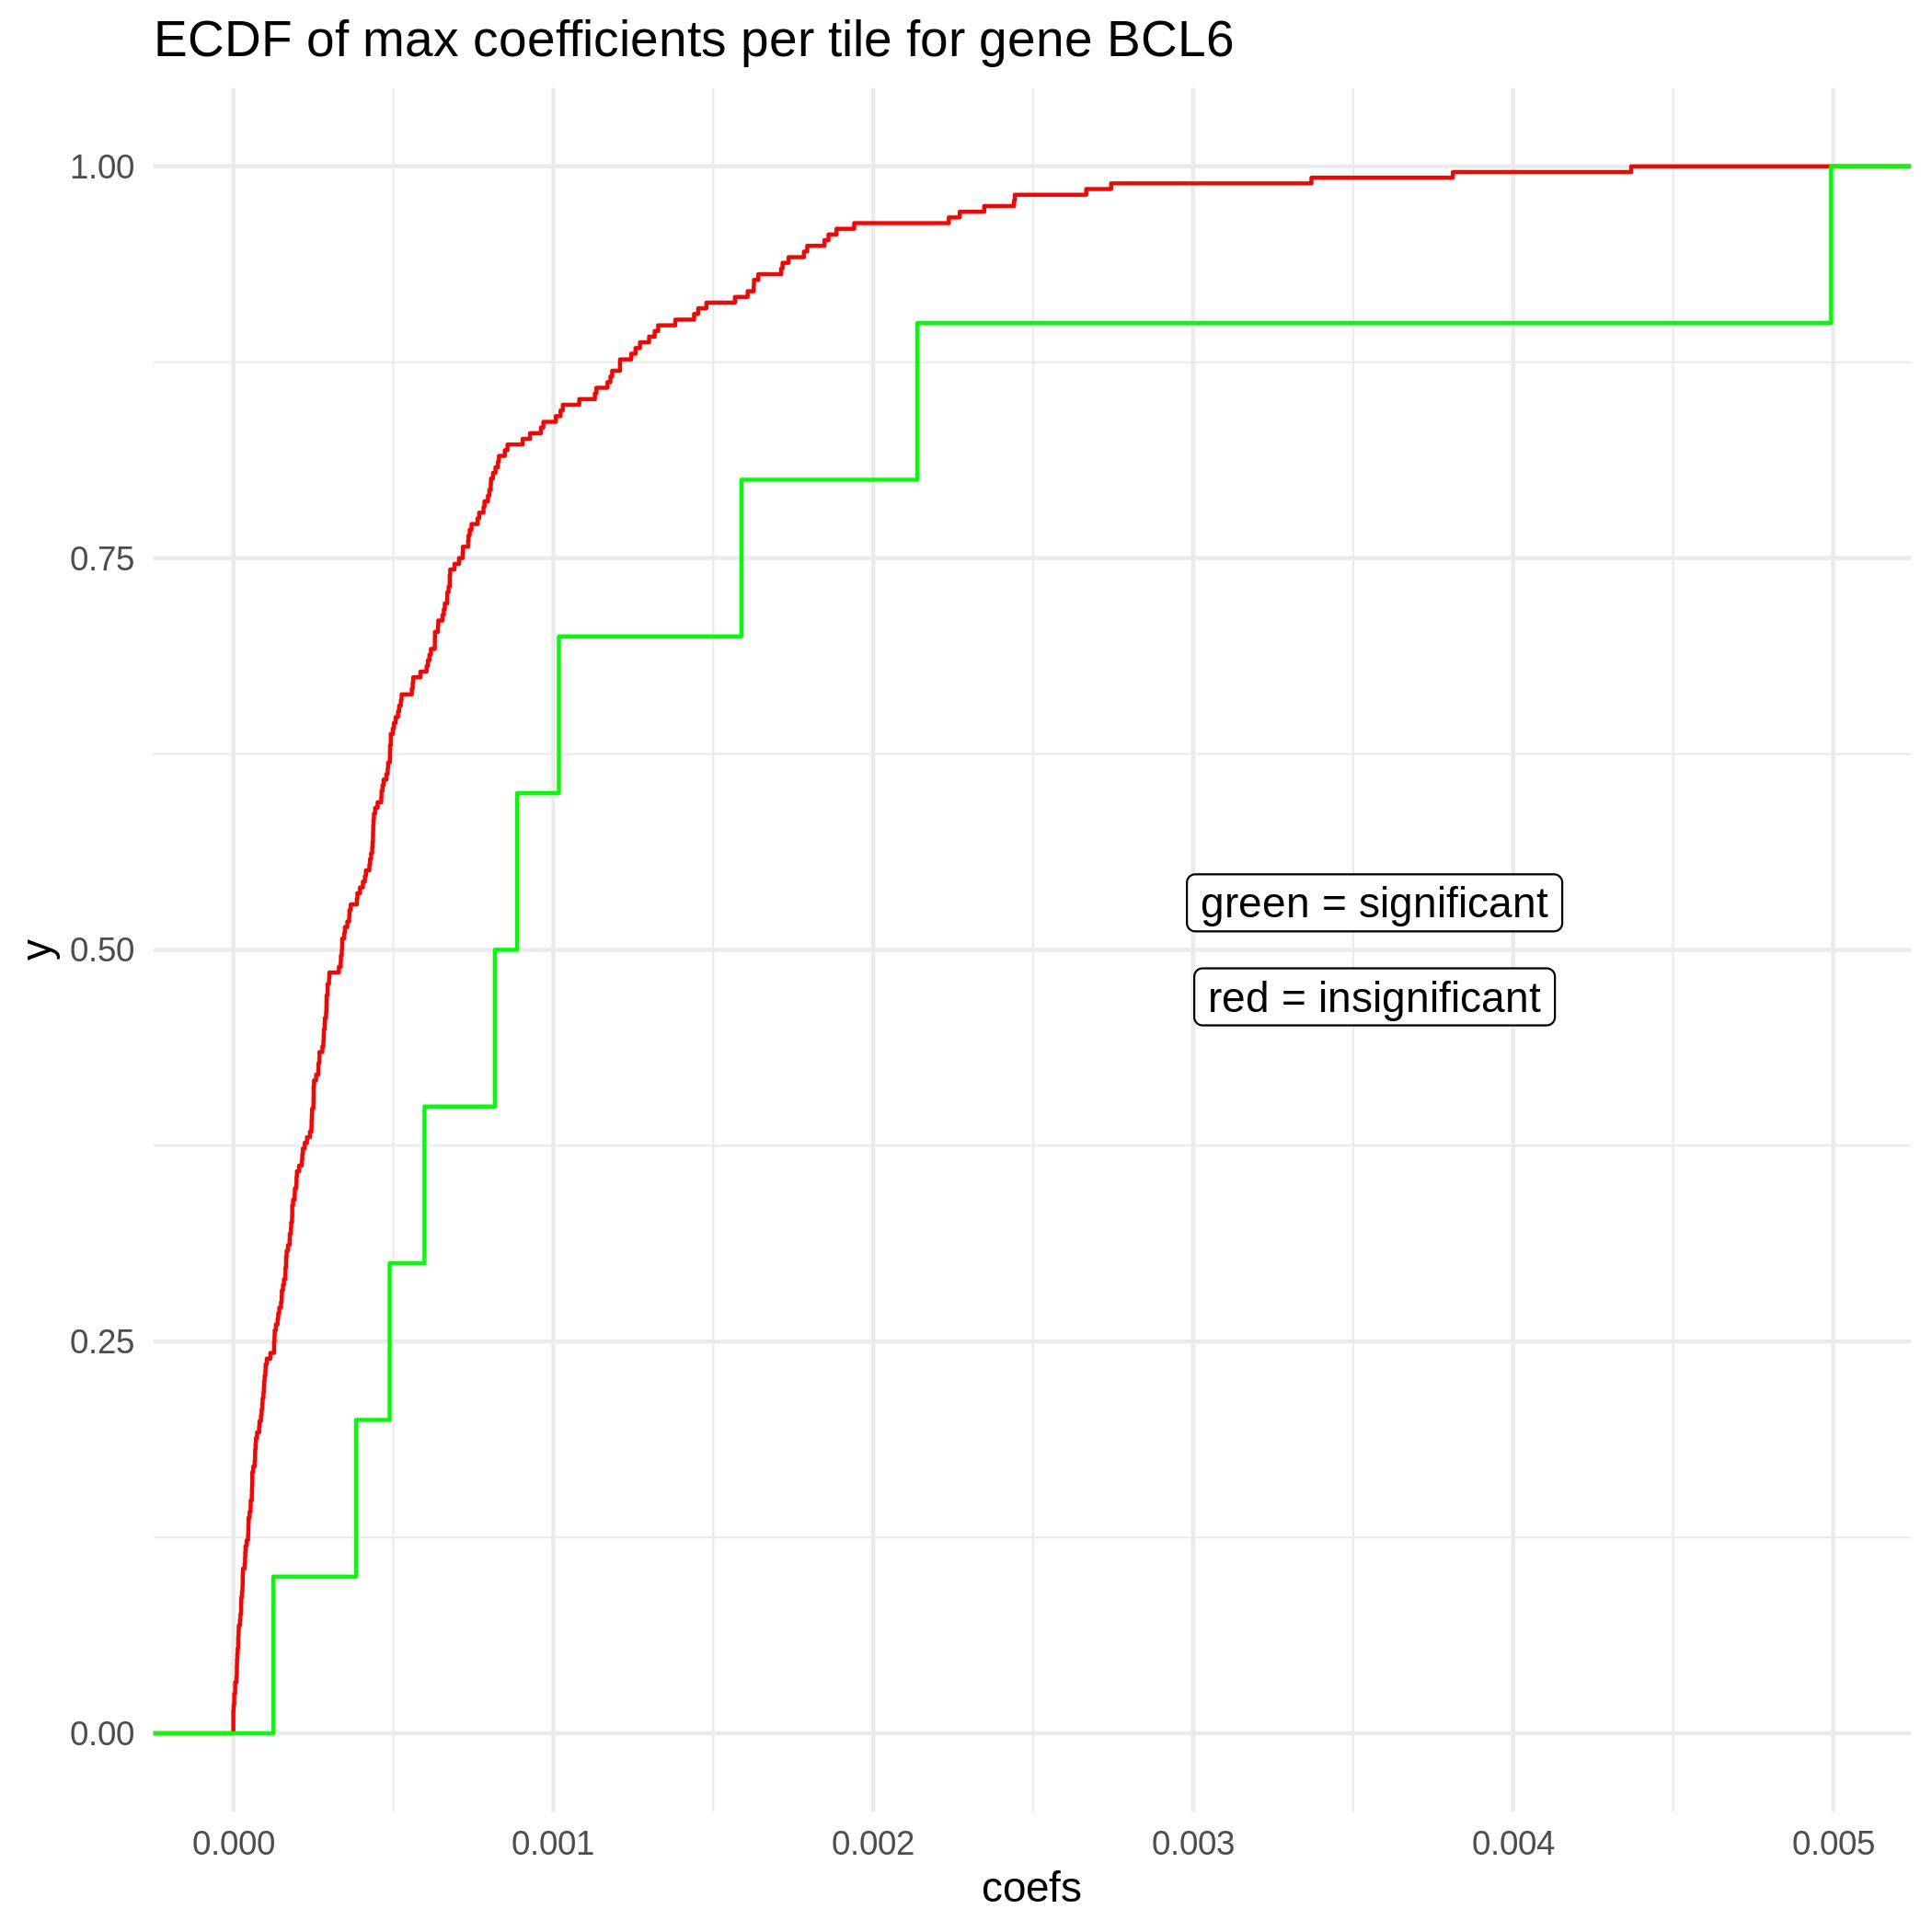 ECDF of max coefficients per tile for gene BCL6
y
1.00
0.75
0.50
0.25
0.00
green = significant
red = insignificant
0.000
0.001
0.002
0.003
0.004
0.005
coefs